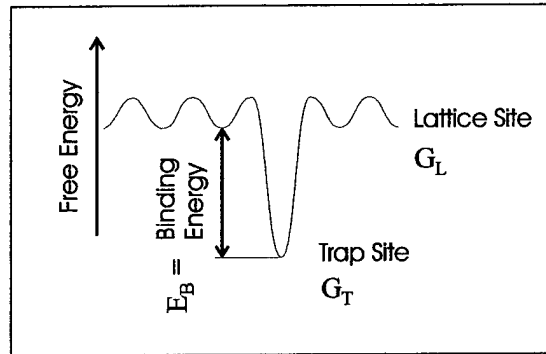 Free Energy
E_B = Binding
Energy
Lattice Site
G_L
Trap Site
G_T